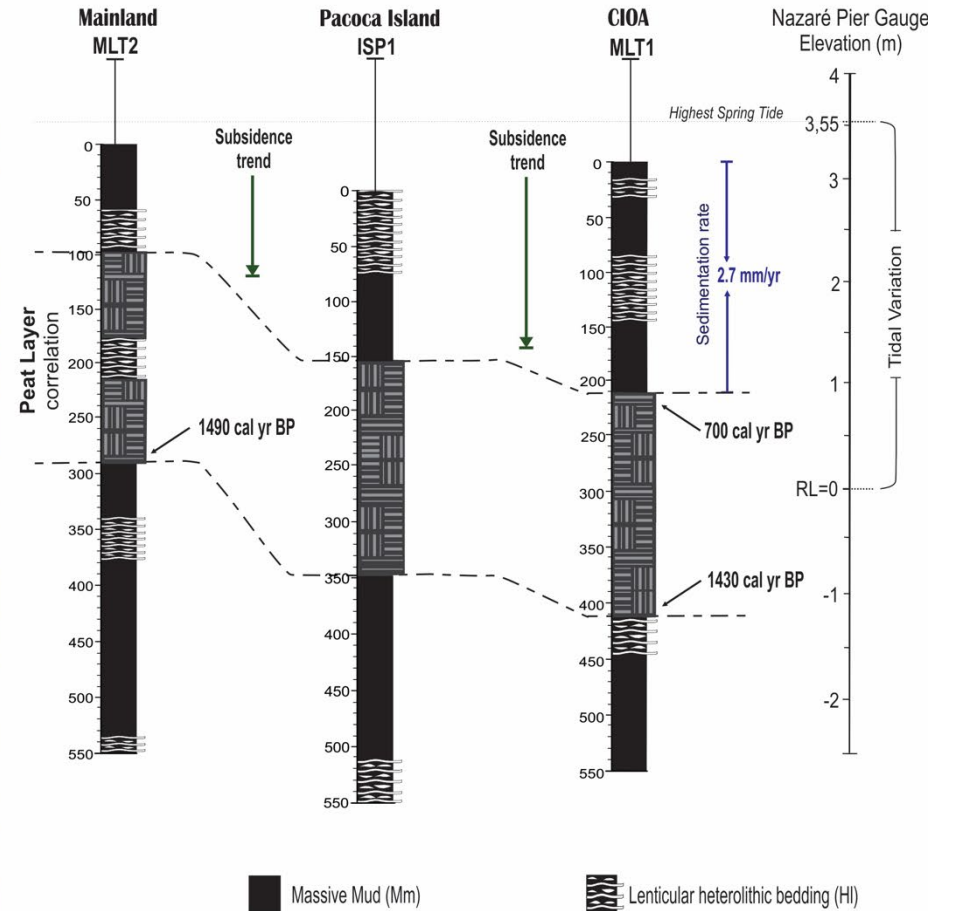 Mainland
MLT2
Pacoca Island
ISP1
CIOA
MLT1
Nazaré Pier Gauge
Elevation (m)
Highest Spring Tide
Subsidence
trend
Subsidence
trend
Peat Layer
correlation
1490 cal yr BP
Sedimentation rate
2.7 mm/yr
700 cal yr BP
1430 cal yr BP
Tidal Variation
0
50
100
150
200
250
300
350
400
450
500
550
0
50
100
150
200
250
300
350
400
450
500
550
0
50
100
150
200
250
300
350
400
450
500
550
4
3,55
3
2
1
RL=0
-1
-2
Massive Mud (Mm)
Lenticular heterolithic bedding (Hl)